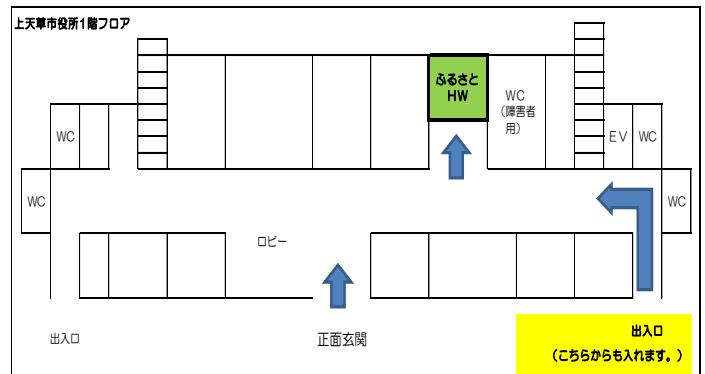 上天草市役所1階フロア
ふるさと
HW
WC
（障害者
用）
WC
EV
WC
WC
WC
ロビー
出入口
正面玄関
出入口
（こちらからも入れます。）